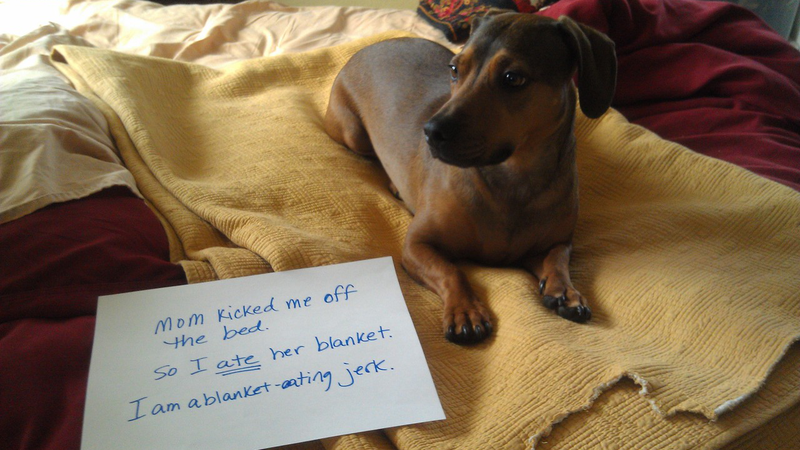 Mom kicked me off
the bed.
So I ate her blanket.
I am a blanket-eating jerk.